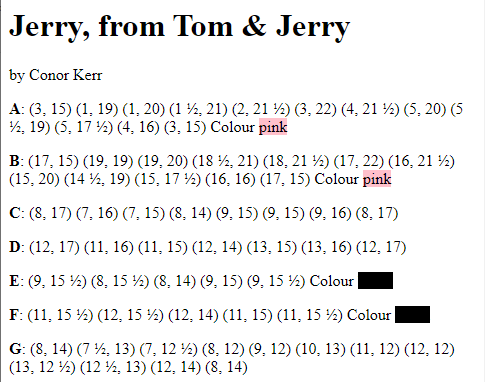 Jerry, from Tom & Jerry
by Conor Kerr
A: (3, 15) (1, 19) (1, 20) (1 ½, 21) (2, 21 ½) (3, 22) (4, 21 ½) (5, 20) (5
½, 19) (5, 17 ½) (4, 16) (3, 15) Colour pink
B: (17, 15) (19, 19) (19, 20) (18 ½, 21) (18, 21 ½) (17, 22) (16, 21 ½)
(15, 20) (14 ½, 19) (15, 17 ½) (16, 16) (17, 15) Colour pink
C: (8, 17) (7, 16) (7, 15) (8, 14) (9, 15) (9, 15) (9, 16) (8, 17)
D: (12, 17) (11, 16) (11, 15) (12, 14) (13, 15) (13, 16) (12, 17)
E: (9, 15 ½) (8, 15 ½) (8, 14) (9, 15) (9, 15 ½) Colour
F: (11, 15 ½) (12, 15 ½) (12, 14) (11, 15) (11, 15 ½) Colour
G: (8, 14) (7 ½, 13) (7, 12 ½) (8, 12) (9, 12) (10, 13) (11, 12) (12, 12)
(13, 12 ½) (12 ½, 13) (12, 14) (8, 14)